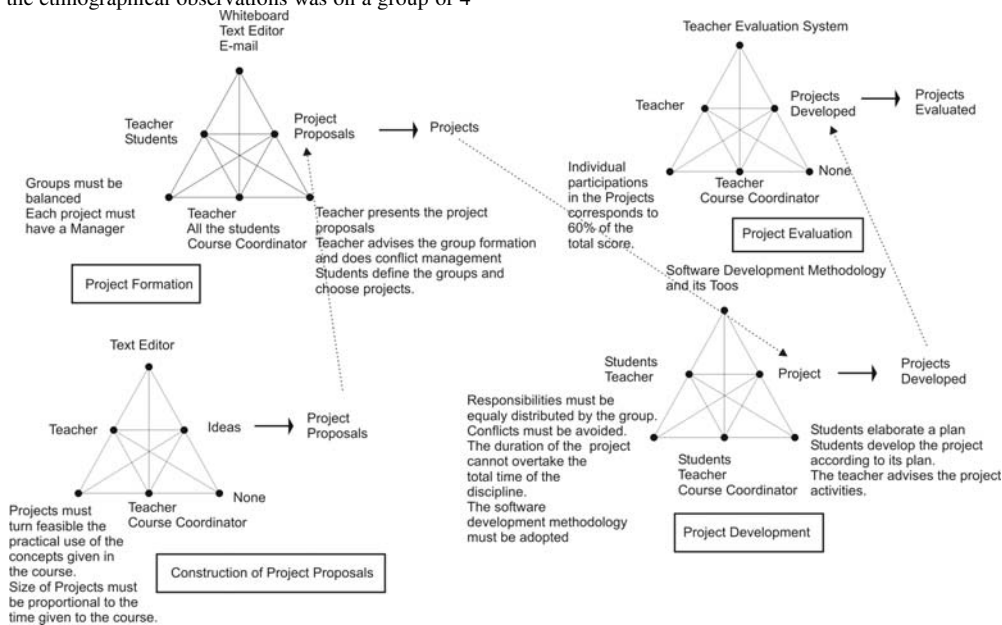 the ethnographical observations was on a group of 4
Whiteboard
Text Editor
E-mail
Teacher
Students
Project
Proposals
Projects
Groups must be
balanced
Each project must
have a Manager
Teacher
All the students
Course Coordinator
Teacher presents the project
proposals
Teacher advises the group formation
and does conflict management
Students define the groups and
choose projects.
Project Formation
Teacher Evaluation System
Teacher
Projects
Developed
Projects
Evaluated
Individual
participations
in the Projects
corresponds to
60% of the
total score.
None
Teacher
Course Coordinator
Project Evaluation
Text Editor
Teacher
Ideas
Project
Proposals
None
Teacher
Course Coordinator
Projects must
turn feasible the
practical use of the
concepts given in
the course.
Size of Projects must
be proportional to the
time given to the course.
Construction of Project Proposals
Software Development Methodology
and its Toos
Students
Teacher
Project
Projects
Developed
Responsibilities must be
equaly distributed by the group.
Conflicts must be avoided.
The duration of the project
cannot overtake the
total time of the
discipline.
The software
development methodology
must be adopted
Students
Teacher
Course Coordinator
Students elaborate a plan
Students develop the project
according to its plan.
The teacher advises the project
activities.
Project Development